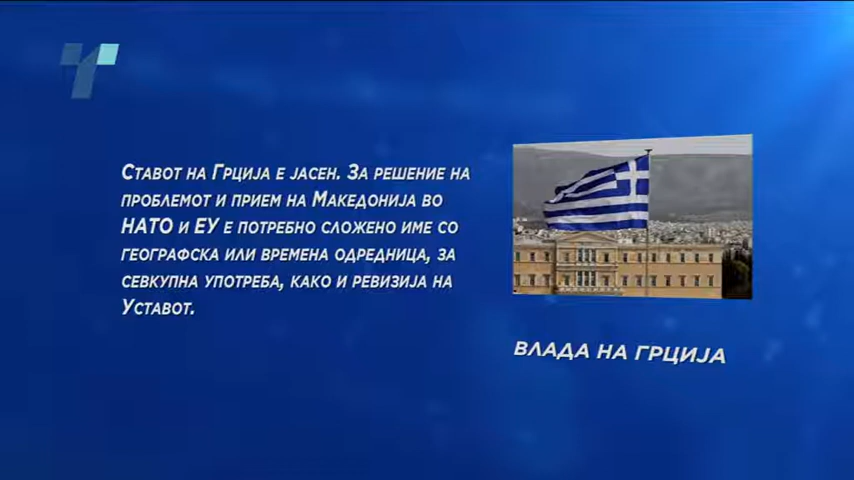 Ставот на Грција е јасен. За решение на
проблемот и прием на Македонија во
НАТО и ЕУ е потребно сложено име со
географска или времена одредница, за
севкупна употреба, како и ревизија на
Уставот.
ВЛАДА НА ГРЦИЈА